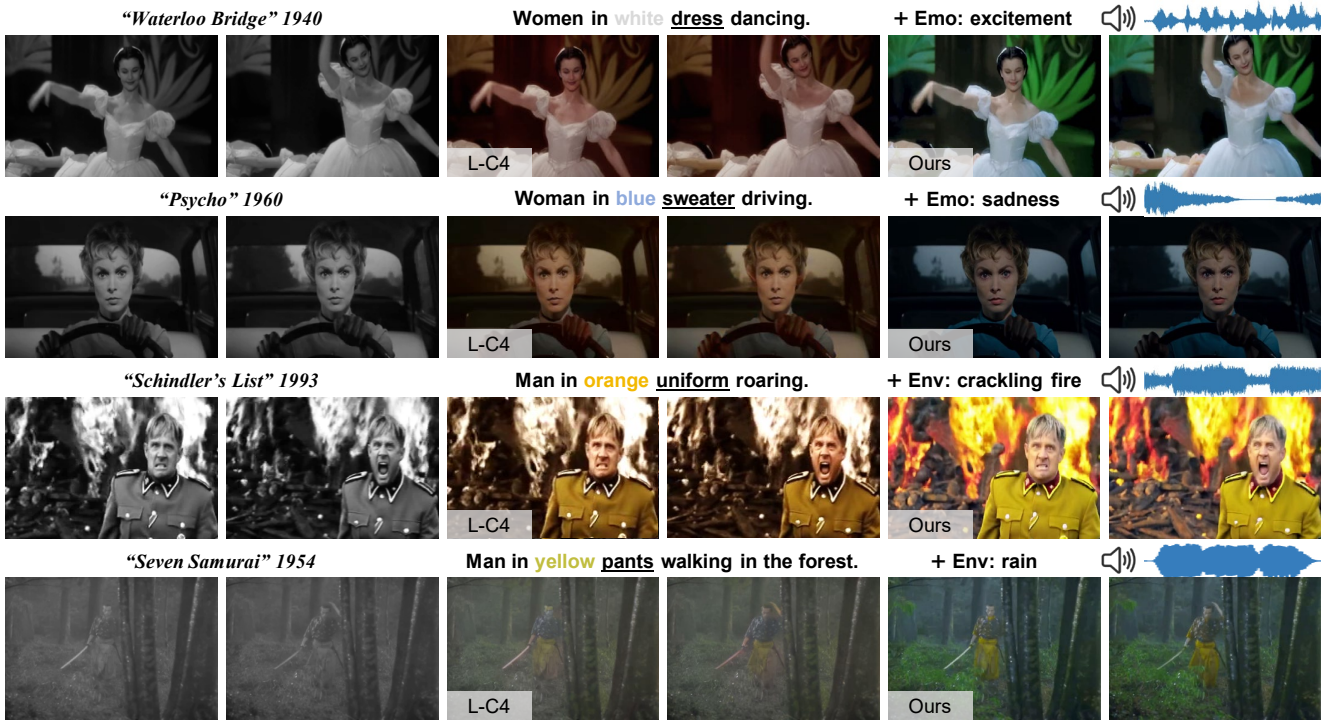 “Waterloo Bridge” 1940
Women in white dress dancing.
+ Emo: excitement
L-C4
Ours
“Psycho” 1960
Woman in blue sweater driving.
+ Emo: sadness
L-C4
Ours
“Schindler’s List” 1993
Man in orange uniform roaring.
+ Env: crackling fire
L-C4
Ours
“Seven Samurai” 1954
Man in yellow pants walking in the forest.
+ Env: rain
L-C4
Ours